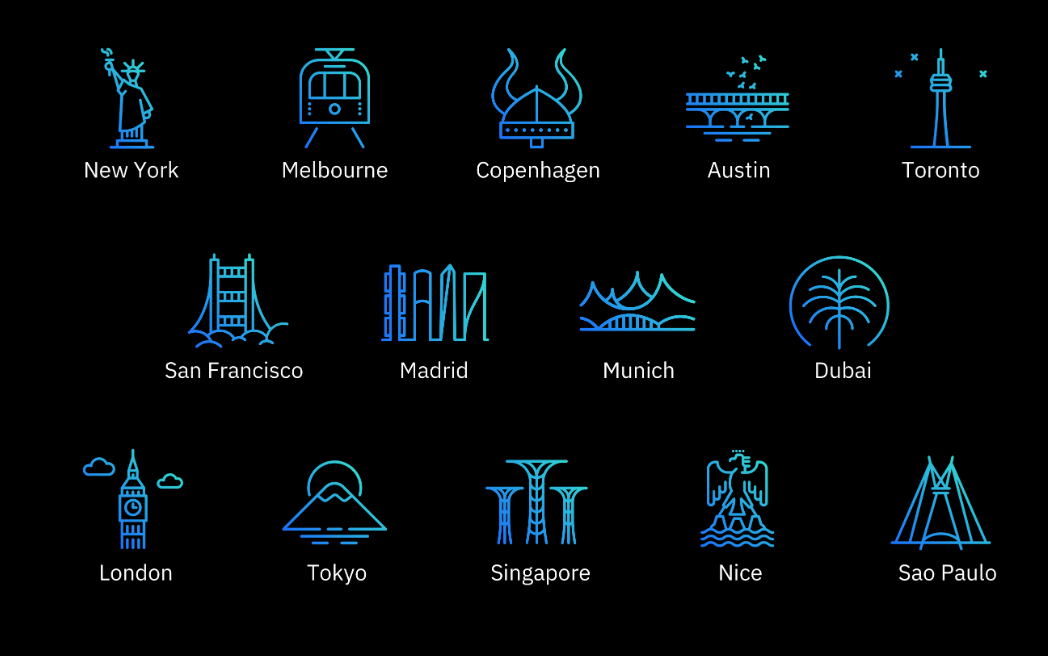 New York
Melbourne
Copenhagen
Austin
Toronto
San Francisco
Madrid
Munich
Dubai
London
Tokyo
Singapore
Nice
Sao Paulo